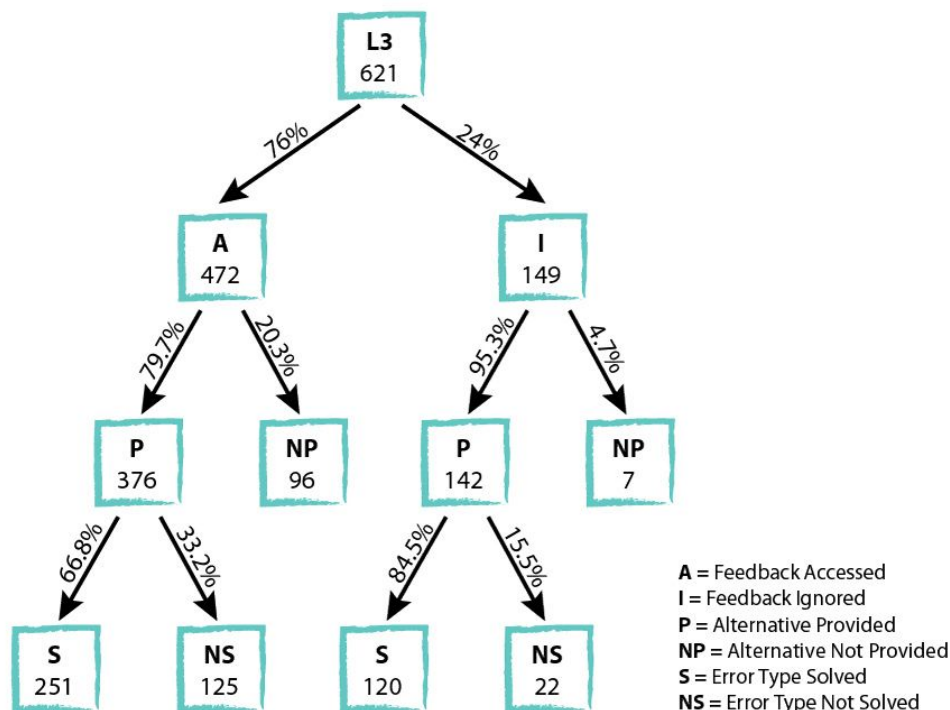 L3
621
76%
24%
A
472
I
149
79.7%
20.3%
95.3%
4.7%
P
376
NP
96
P
142
NP
7
66.8%
33.2%
84.5%
15.5%
S
251
NS
125
S
120
NS
22
A = Feedback Accessed
I = Feedback Ignored
P = Alternative Provided
NP = Alternative Not Provided
S = Error Type Solved
NS = Error Type Not Solved